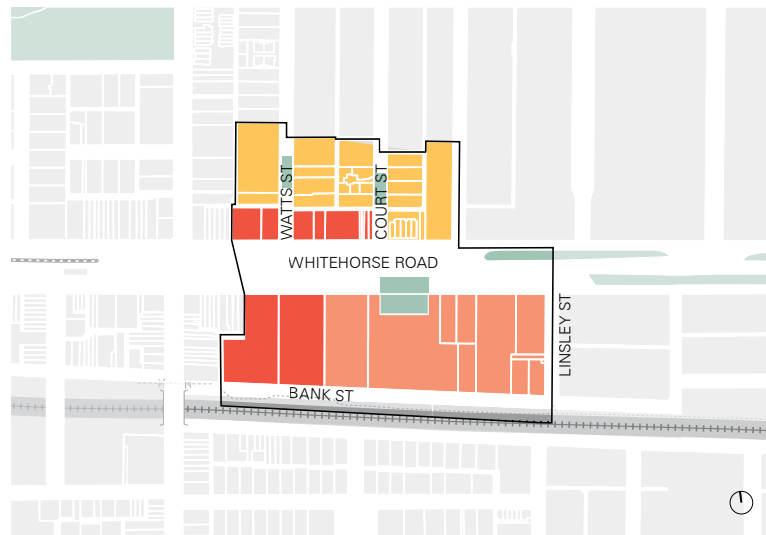 WATTS ST
COURT ST
WHITEHORSE ROAD
LINSLEY ST
BANK ST